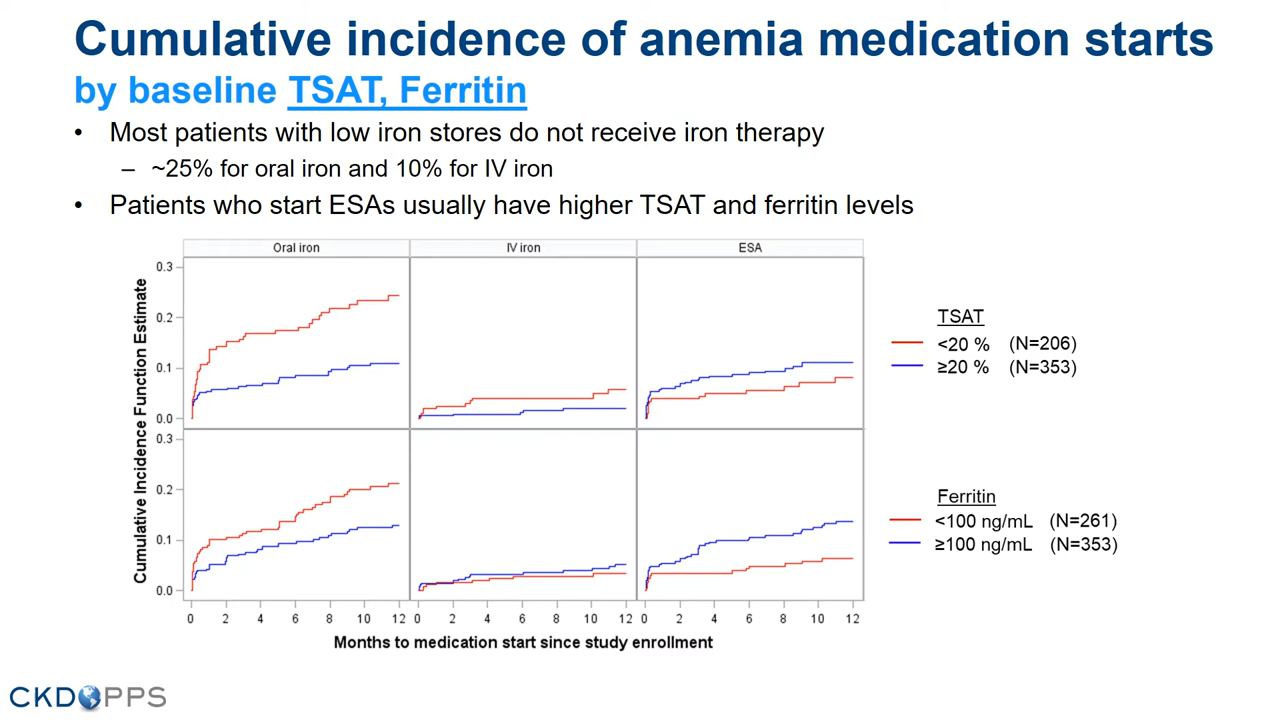 Cumulative incidence of anemia medication starts
by baseline TSAT, Ferritin
• Most patients with low iron stores do not receive iron therapy
– ~25% for oral iron and 10% for IV iron
• Patients who start ESAs usually have higher TSAT and ferritin levels
Oral iron IV iron ESA
Cumulative Incidence Function Estimate
0.3
0.2
0.1
0.0
TSAT
<20 % (N=206)
≥20 % (N=353)
Cumulative Incidence Function Estimate
0.3
0.2
0.1
0.0
Ferritin
<100 ng/mL (N=261)
≥100 ng/mL (N=353)
0 2 4 6 8 10 12 0 2 4 6 8 10 12 0 2 4 6 8 10 12
Months to medication start since study enrollment
CKDOPPS